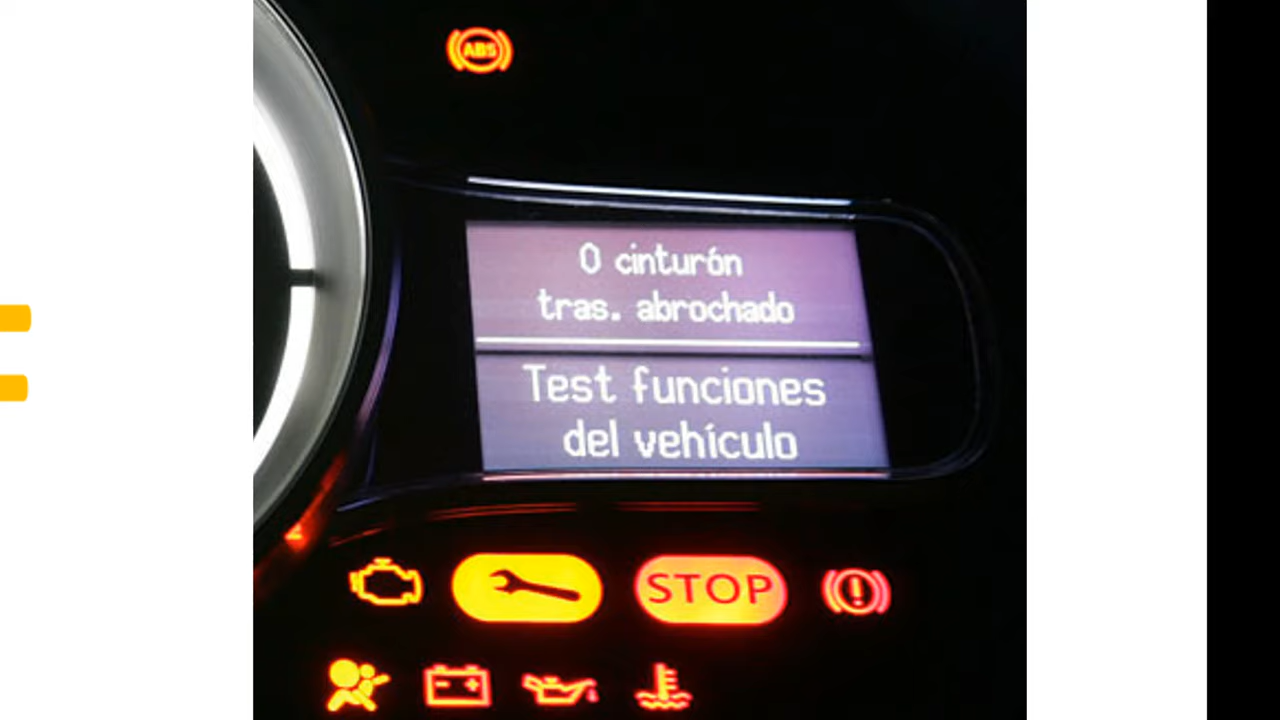 ABS
0 cinturón
tras. abrochado
Test funciones
del vehículo
STOP